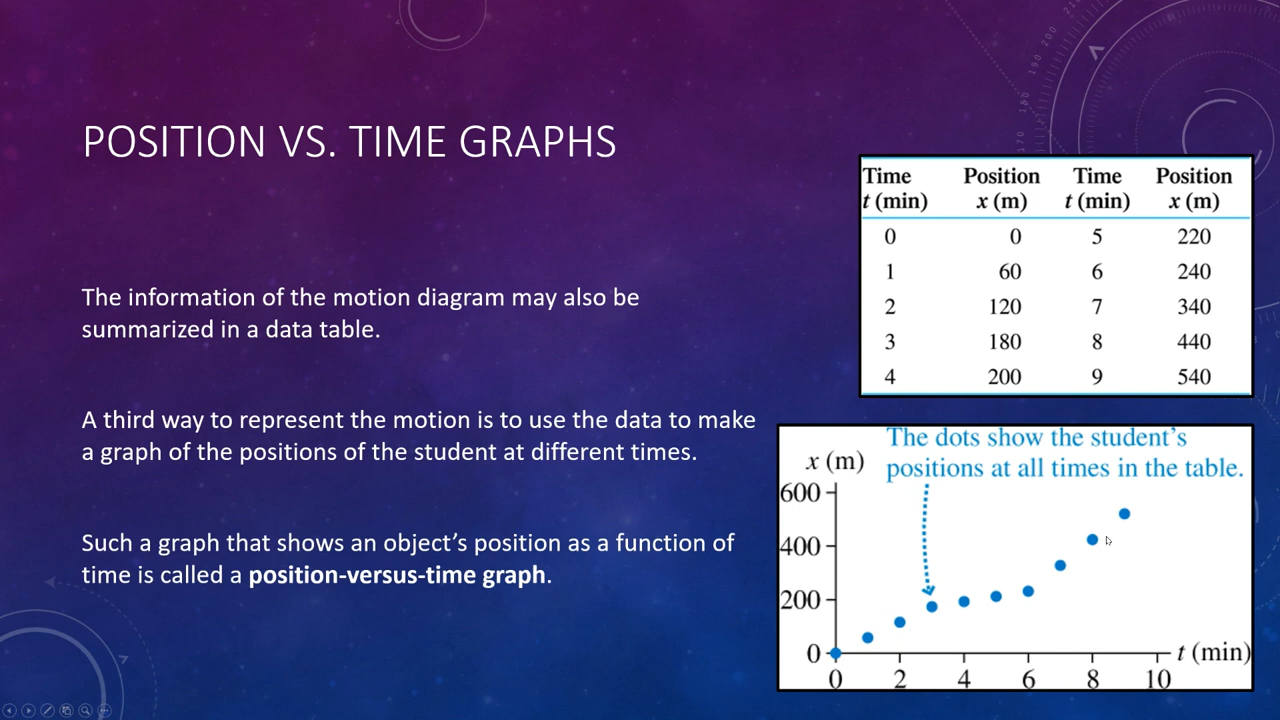 POSITION VS. TIME GRAPHS
The information of the motion diagram may also be
summarized in a data table.
A third way to represent the motion is to use the data to make
a graph of the positions of the student at different times.
Such a graph that shows an object’s position as a function of
time is called a position-versus-time graph.
Time Position Time Position
t (min) x (m) t (min) x (m)
0 0 5 220
1 60 6 240
2 120 7 340
3 180 8 440
4 200 9 540
The dots show the student’s
positions at all times in the table.
x (m)
600
400
200
0
t (min)
0 2 4 6 8 10
170 180 190 200